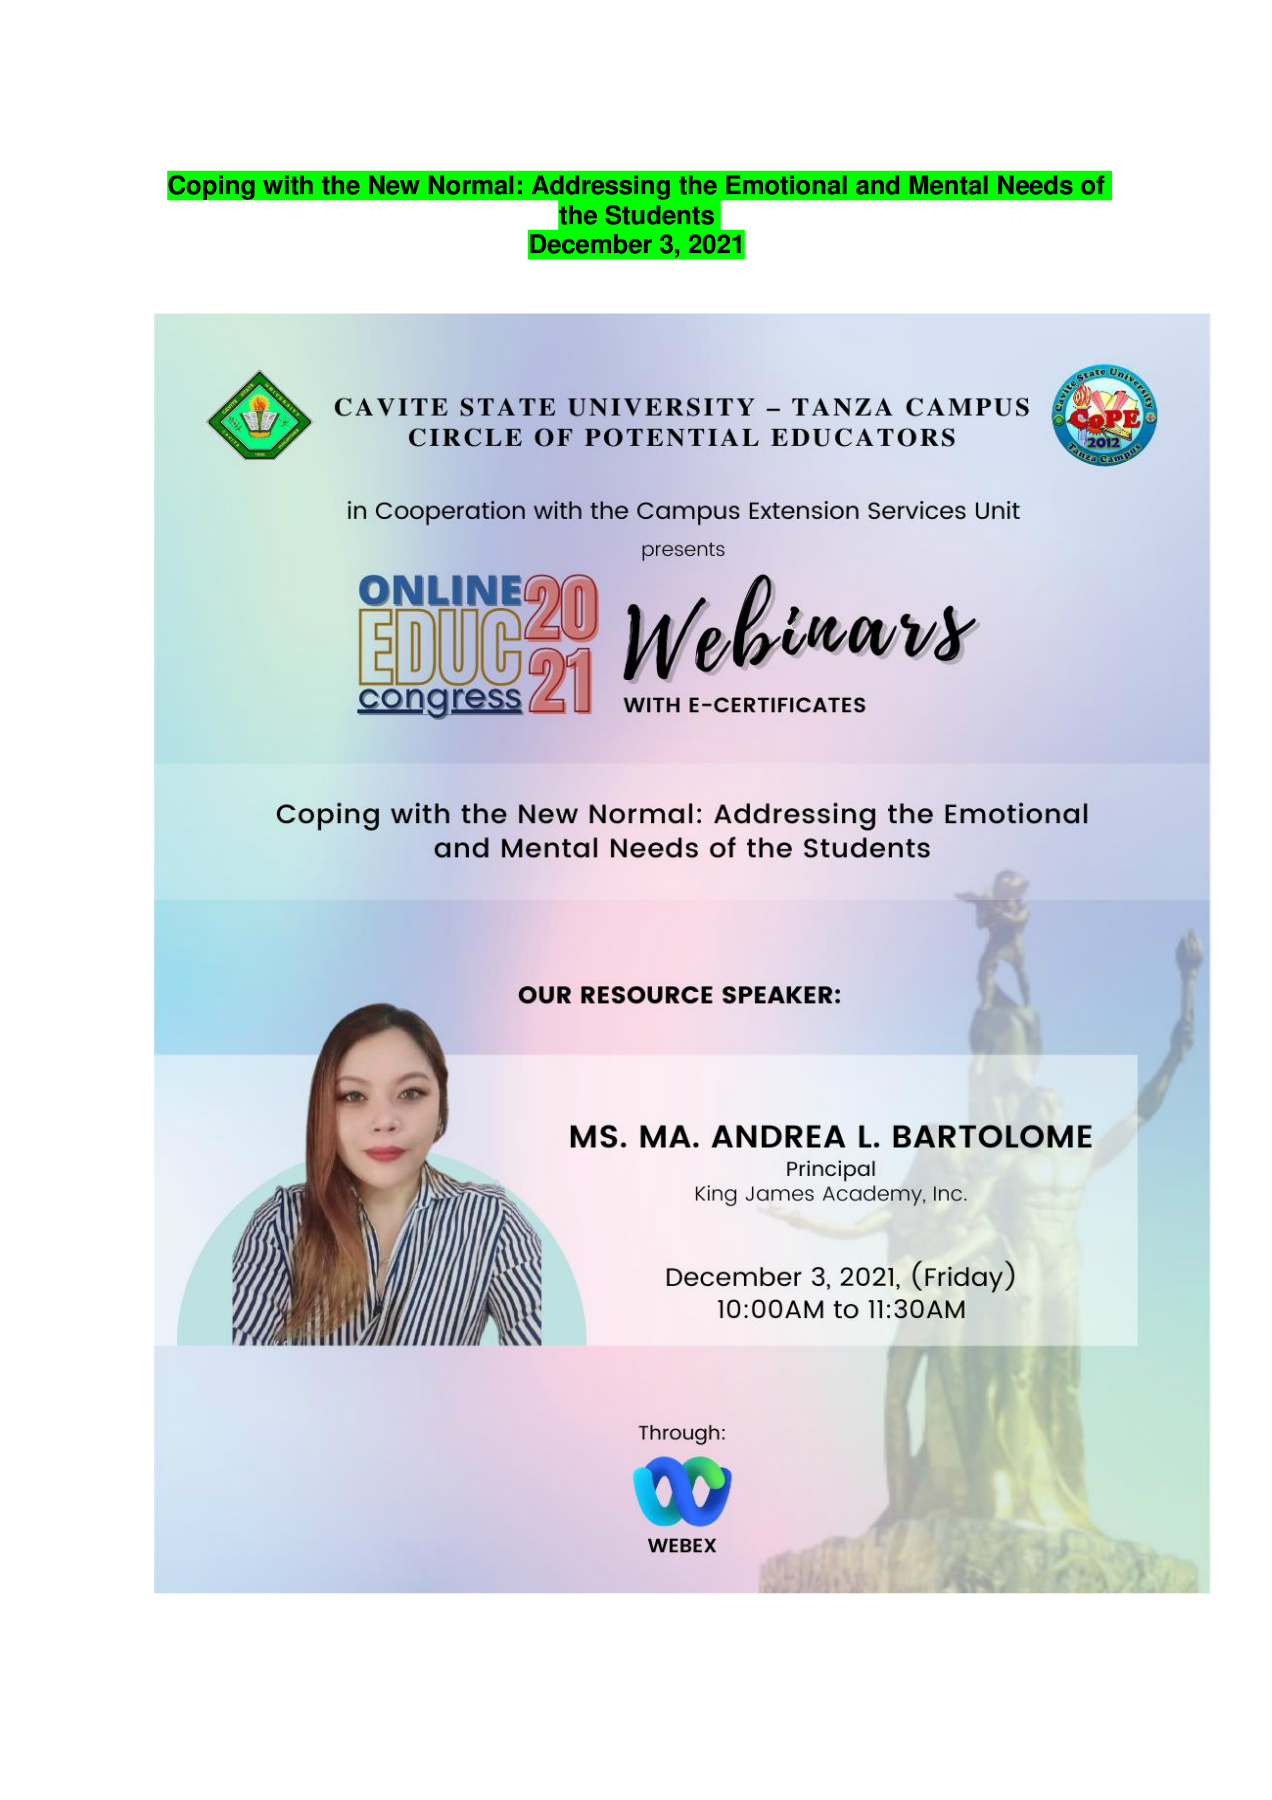 Coping with the New Normal: Addressing the Emotional and Mental Needs of
the Students
December 3, 2021
CAVITE STATE UNIVERSITY – TANZA CAMPUS
CIRCLE OF POTENTIAL EDUCATORS
Cavite State University
CoPE
2012
Tanza Campus
in Cooperation with the Campus Extension Services Unit
presents
ONLINE
EDUC
congress
20
21
Webinars
WITH E-CERTIFICATES
Coping with the New Normal: Addressing the Emotional
and Mental Needs of the Students
OUR RESOURCE SPEAKER:
MS. MA. ANDREA L. BARTOLOME
Principal
King James Academy, Inc.
December 3, 2021, (Friday)
10:00AM to 11:30AM
Through:
WEBEX